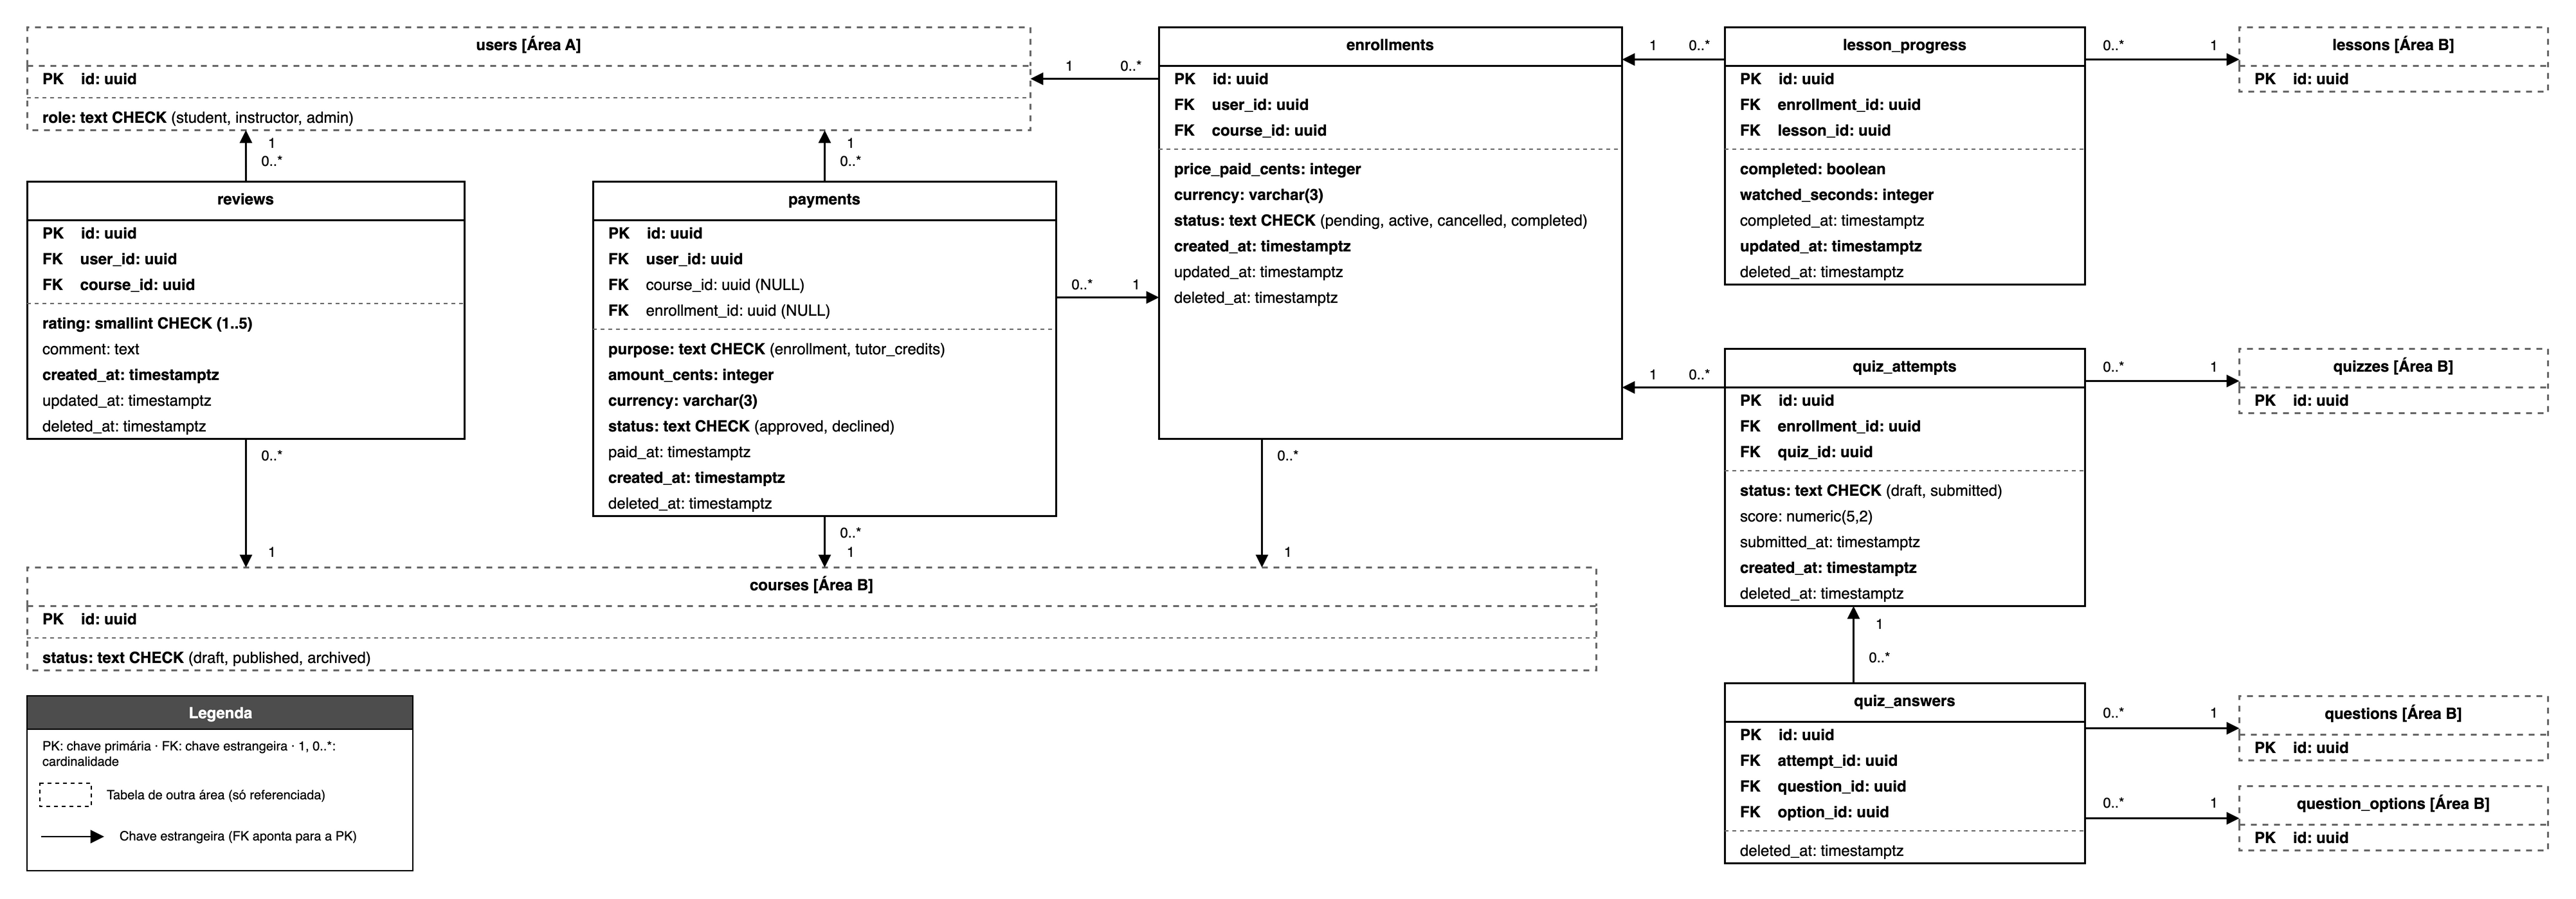 users [Área A]
PK id: uuid
role: text CHECK (student, instructor, admin)
1
0..*
1
0..*
1
0..*
reviews
PK id: uuid
FK user_id: uuid
FK course_id: uuid
rating: smallint CHECK (1..5)
comment: text
created_at: timestamptz
updated_at: timestamptz
deleted_at: timestamptz
0..*
1
payments
PK id: uuid
FK user_id: uuid
FK course_id: uuid (NULL)
FK enrollment_id: uuid (NULL)
purpose: text CHECK (enrollment, tutor_credits)
amount_cents: integer
currency: varchar(3)
status: text CHECK (approved, declined)
paid_at: timestamptz
created_at: timestamptz
deleted_at: timestamptz
0..*
1
0..* 1
enrollments
PK id: uuid
FK user_id: uuid
FK course_id: uuid
price_paid_cents: integer
currency: varchar(3)
status: text CHECK (pending, active, cancelled, completed)
created_at: timestamptz
updated_at: timestamptz
deleted_at: timestamptz
0..*
1
1 0..*
lesson_progress
PK id: uuid
FK enrollment_id: uuid
FK lesson_id: uuid
completed: boolean
watched_seconds: integer
completed_at: timestamptz
updated_at: timestamptz
deleted_at: timestamptz
0..* 1
lessons [Área B]
PK id: uuid
1 0..*
quiz_attempts
PK id: uuid
FK enrollment_id: uuid
FK quiz_id: uuid
status: text CHECK (draft, submitted)
score: numeric(5,2)
submitted_at: timestamptz
created_at: timestamptz
deleted_at: timestamptz
0..* 1
quizzes [Área B]
PK id: uuid
1
0..*
courses [Área B]
PK id: uuid
status: text CHECK (draft, published, archived)
quiz_answers
PK id: uuid
FK attempt_id: uuid
FK question_id: uuid
FK option_id: uuid
deleted_at: timestamptz
0..* 1
questions [Área B]
PK id: uuid
0..* 1
question_options [Área B]
PK id: uuid
Legenda
PK: chave primária · FK: chave estrangeira · 1, 0..*:
cardinalidade
Tabela de outra área (só referenciada)
Chave estrangeira (FK aponta para a PK)